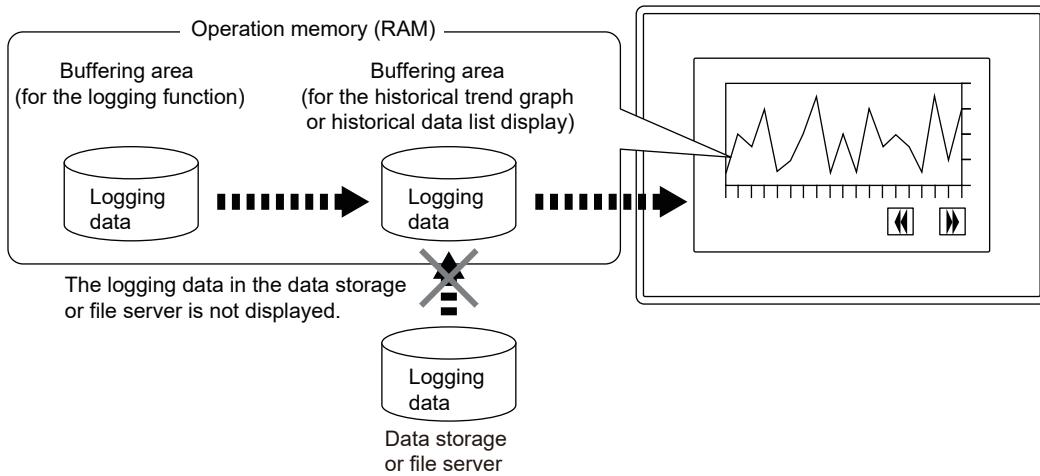 Operation memory (RAM)
Buffering area
(for the logging function)
Buffering area
(for the historical trend graph
or historical data list display)
Logging
data
Logging
data
The logging data in the data storage
or file server is not displayed.
Logging
data
Data storage
or file server